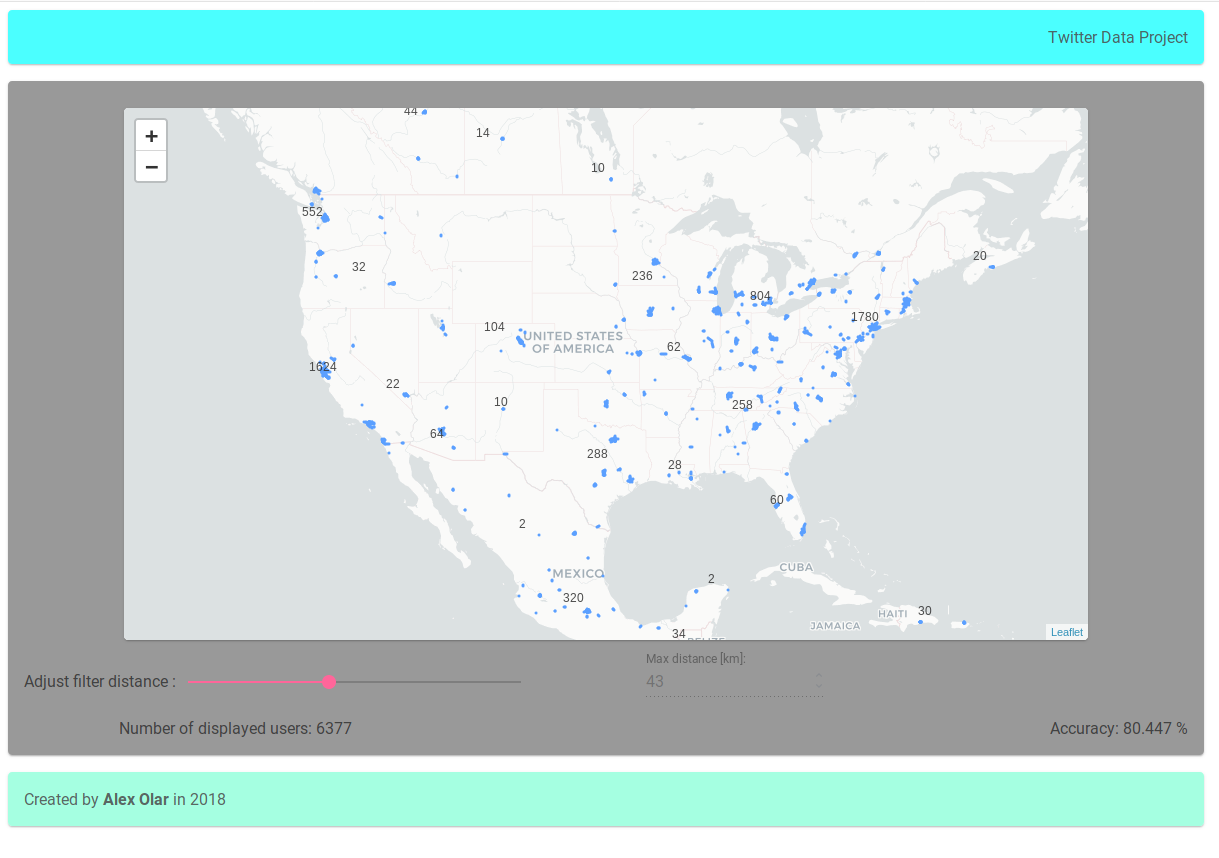 Twitter Data Project
+
−
44
14
10
552
32
20
236
804
1780
104
UNITED STATES
OF AMERICA
62
1624
22
10
258
64
288
28
60
2
MEXICO
2
CUBA
320
HAITI
30
JAMAICA
34
BELIZE
Leaflet
Max distance [km]:
Adjust filter distance :
43
Number of displayed users: 6377
Accuracy: 80.447 %
Created by Alex Olar in 2018